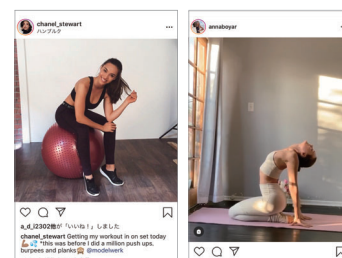 chanel_stewart
ハンブルク
a_d_i2302他が「いいね！」しました
chanel_stewart Getting my workout in on set today
💪💦 *this was before I did a million push ups,
burpees and planks🙊 @modelwerk
annaboyar